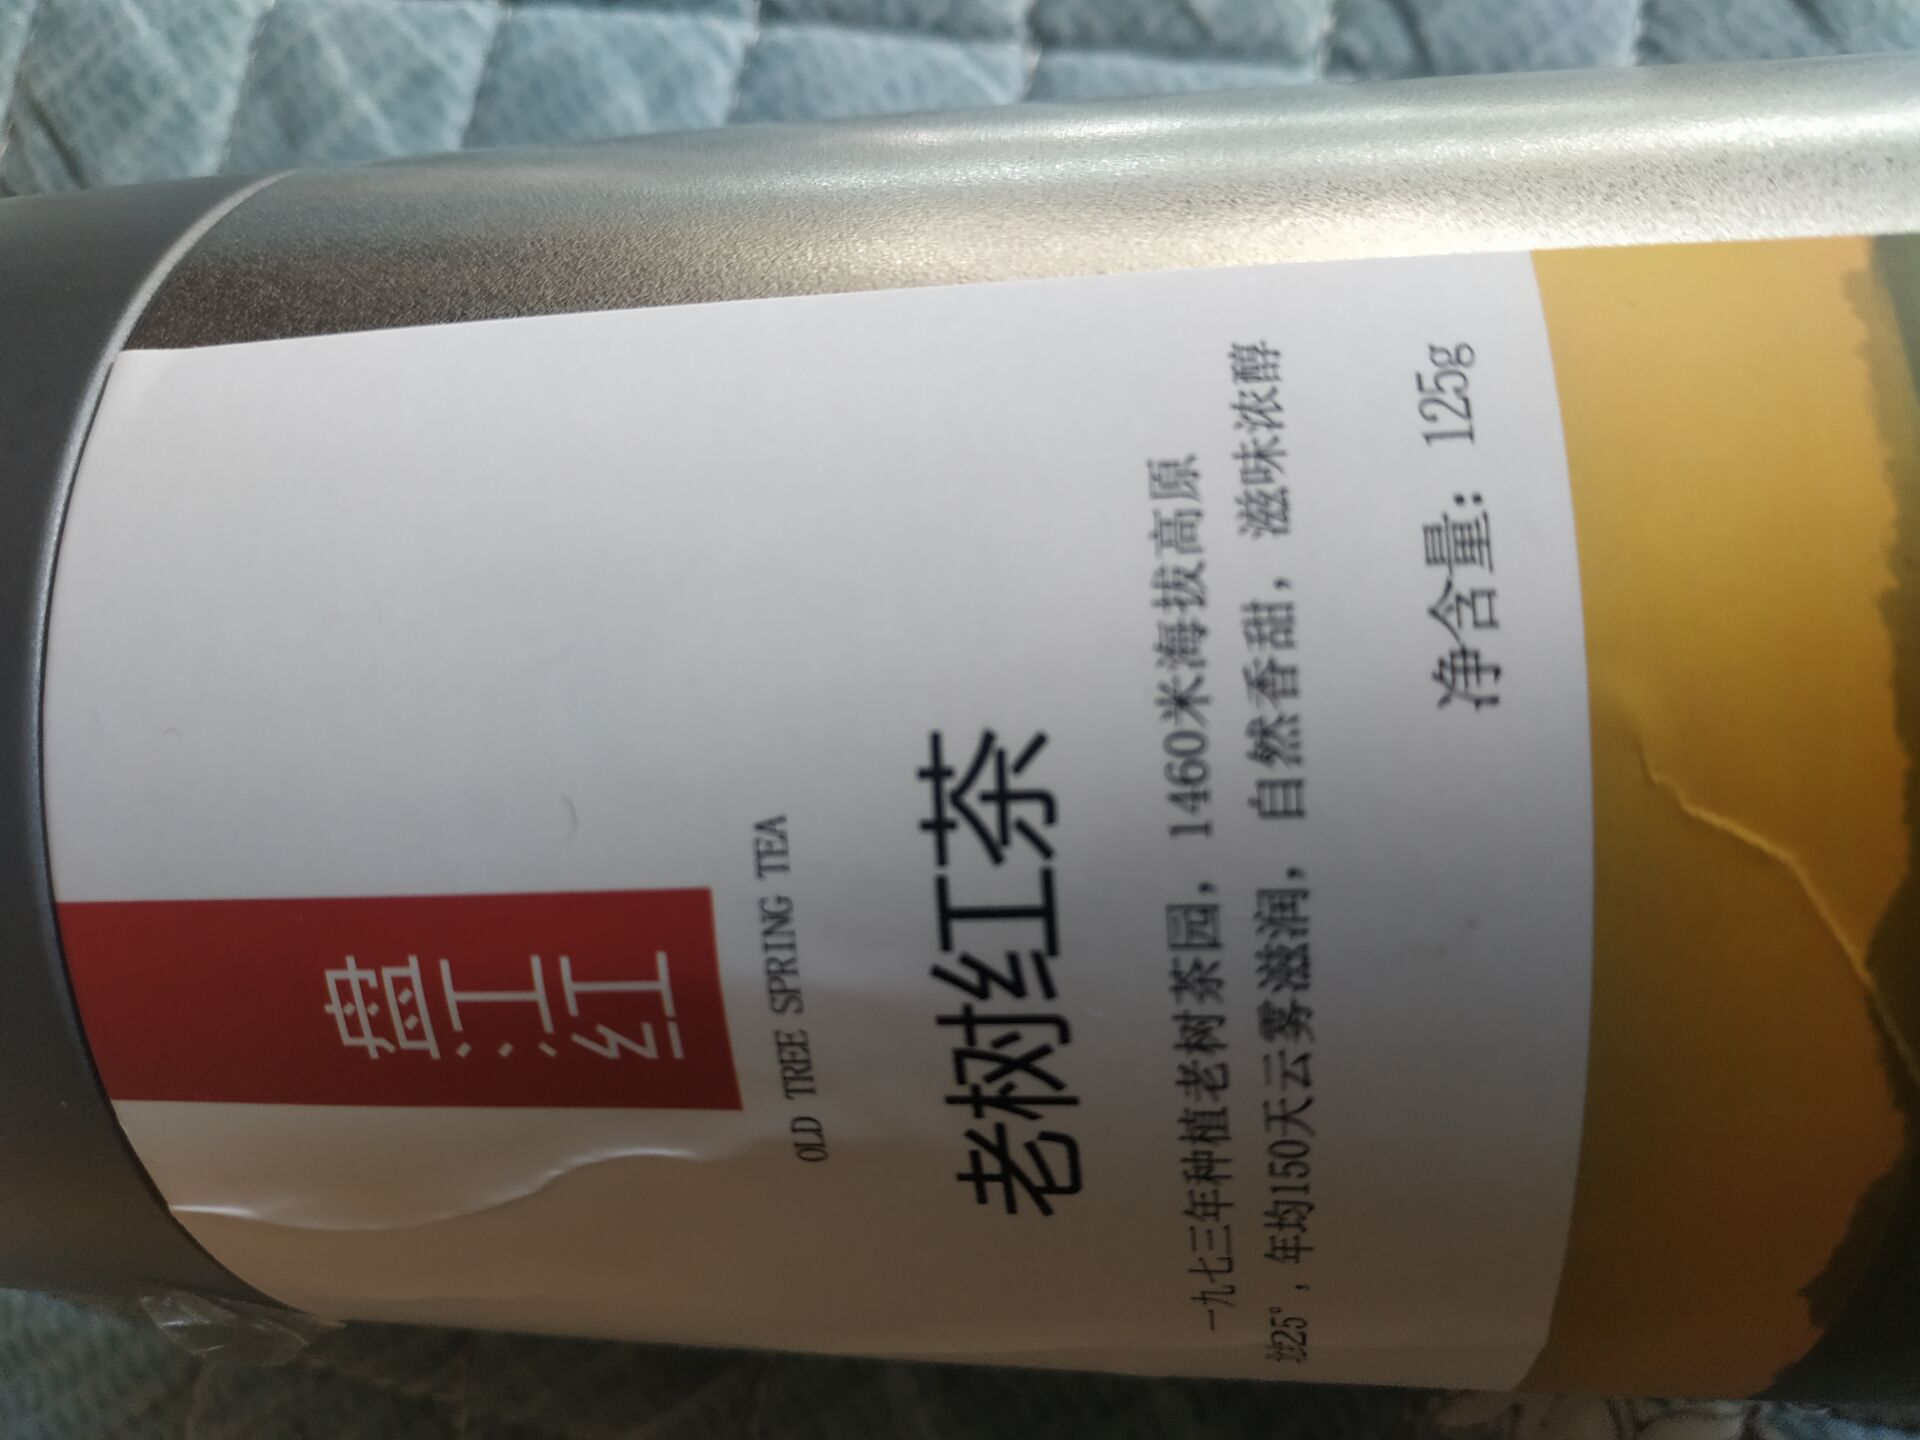 盘江红
OLD TREE SPRING TEA
老树红茶
一九七三年种植老树茶园，1460米海拔高原
坡25°，年均150天云雾滋润，自然香甜，滋味浓醇
净含量：125g